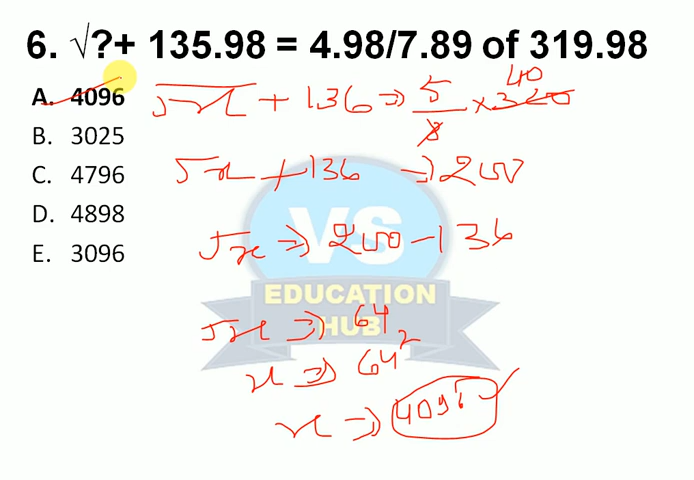 6. √?+ 135.98 = 4.98/7.89 of 319.98
A. 4096
B. 3025
C. 4796
D. 4898
E. 3096
√x + 136 ⇒ 5/8 × 320 40
√x + 136 ⇒ 200
√x ⇒ 200 - 136
√x ⇒ 64
x ⇒ 64²
x ⇒ 4096
VS
EDUCATION
HUB